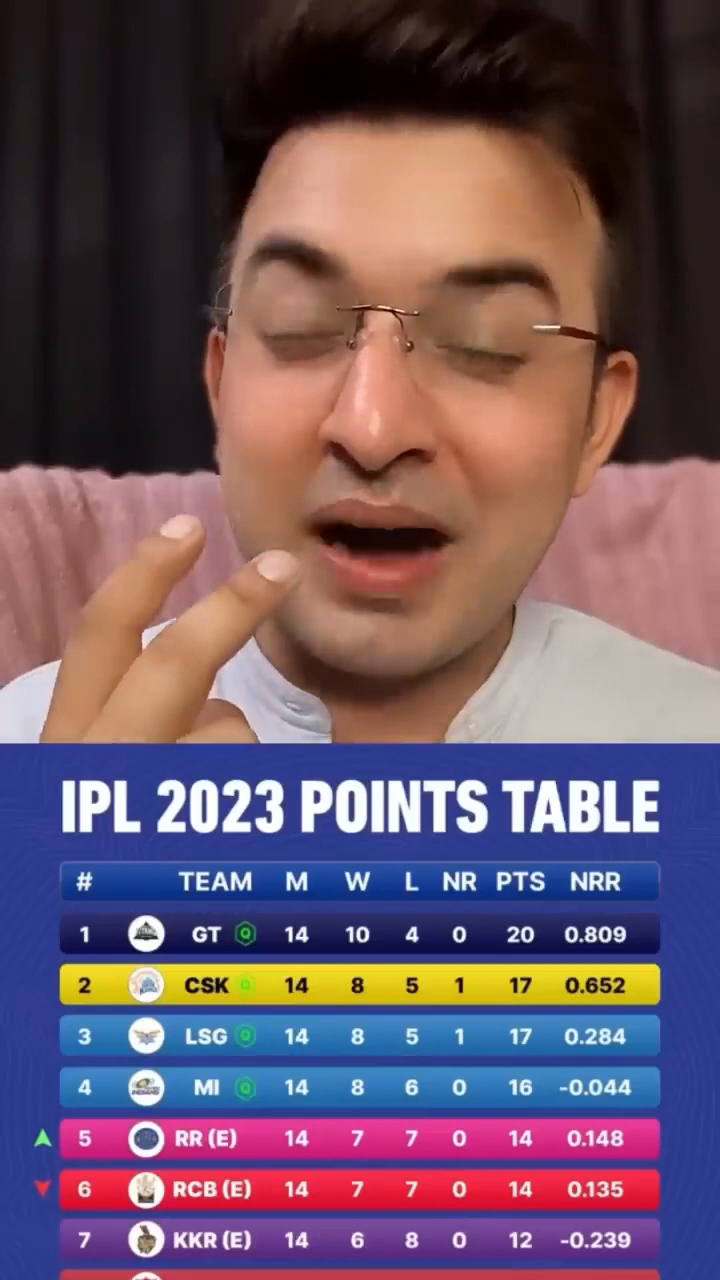 IPL 2023 POINTS TABLE
# TEAM M W L NR PTS NRR
1 GT Q 14 10 4 0 20 0.809
2 CSK Q 14 8 5 1 17 0.652
3 LSG Q 14 8 5 1 17 0.284
4 MI Q 14 8 6 0 16 -0.044
5 RR (E) 14 7 7 0 14 0.148
6 RCB (E) 14 7 7 0 14 0.135
7 KKR (E) 14 6 8 0 12 -0.239